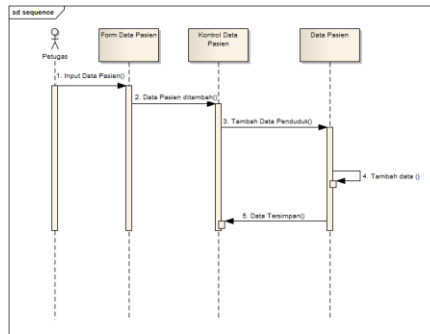 sd sequence
Petugas
Form Data Pasien
Kontrol Data
Pasien
Data Pasien
1. Input Data Pasien()
2. Data Pasien ditambah()
3. Tambah Data Penduduk()
4. Tambah data ()
5. Data Tersimpan()